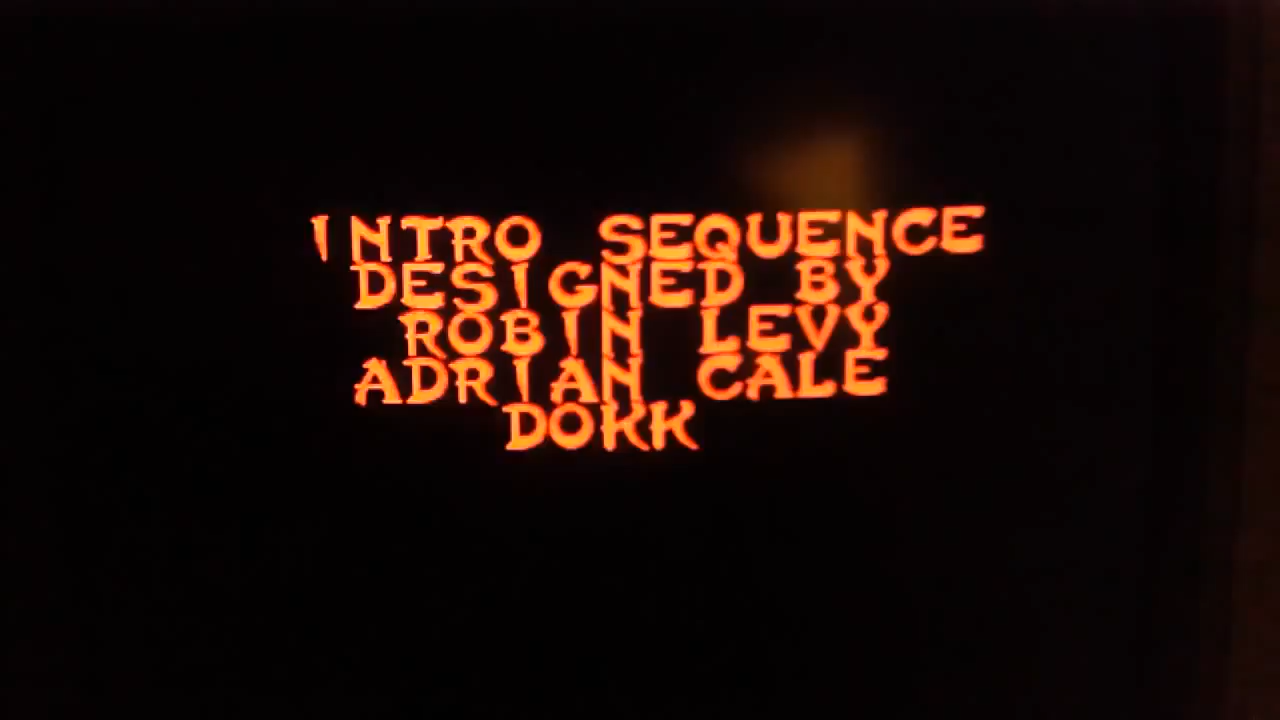 INTRO SEQUENCE
DESIGNED BY
ROBIN LEVY
ADRIAN CALE
DOKK